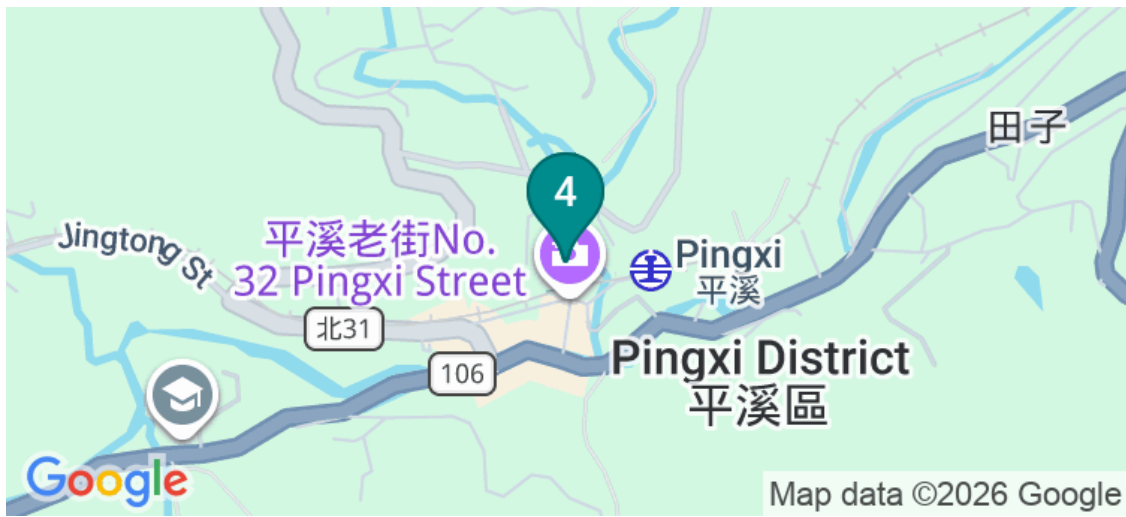 田子
4
Jingtong St
平溪老街No.
32 Pingxi Street
Pingxi
平溪
北31
106
Pingxi District
平溪區
Google
Map data ©2026 Google